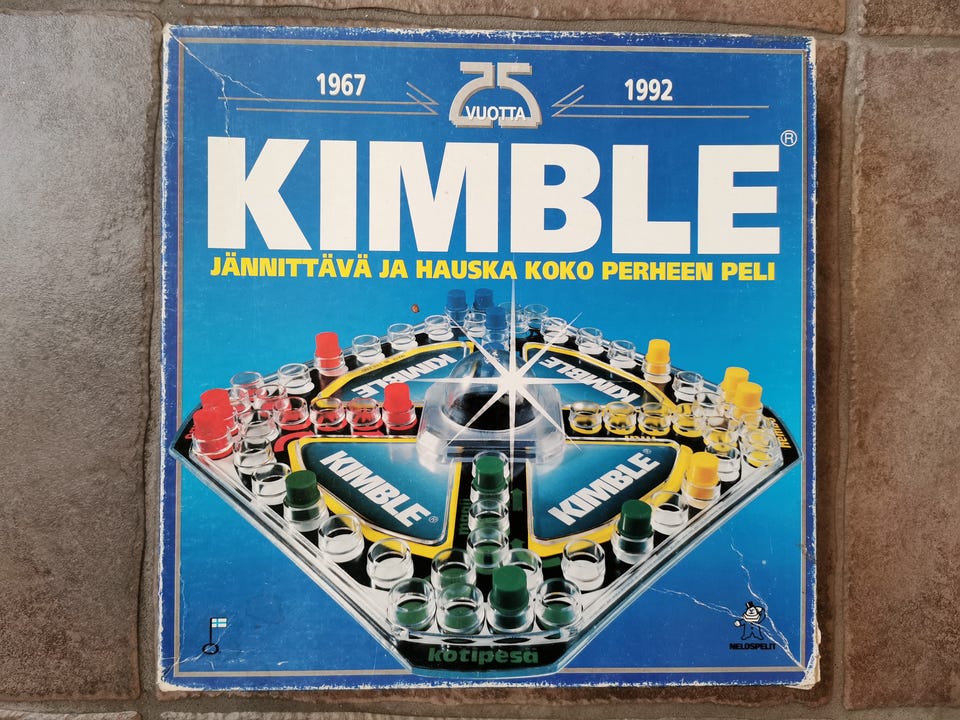 1967
25
VUOTTA
1992
KIMBLE®
JÄNNITTÄVÄ JA HAUSKA KOKO PERHEEN PELI
KIMBLE
KIMBLE
KIMBLE®
KIMBLE®
kotipesä
NELOSPELIT